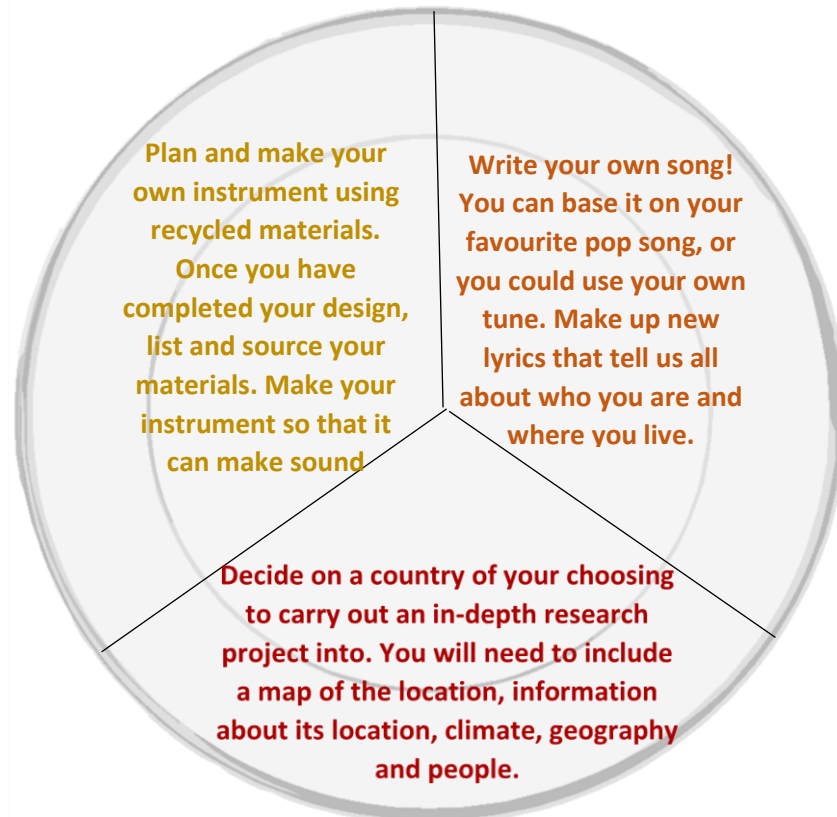 Plan and make your
own instrument using
recycled materials.
Once you have
completed your design,
list and source your
materials. Make your
instrument so that it
can make sound
Write your own song!
You can base it on your
favourite pop song, or
you could use your own
tune. Make up new
lyrics that tell us all
about who you are and
where you live.
Decide on a country of your choosing
to carry out an in-depth research
project into. You will need to include
a map of the location, information
about its location, climate, geography
and people.